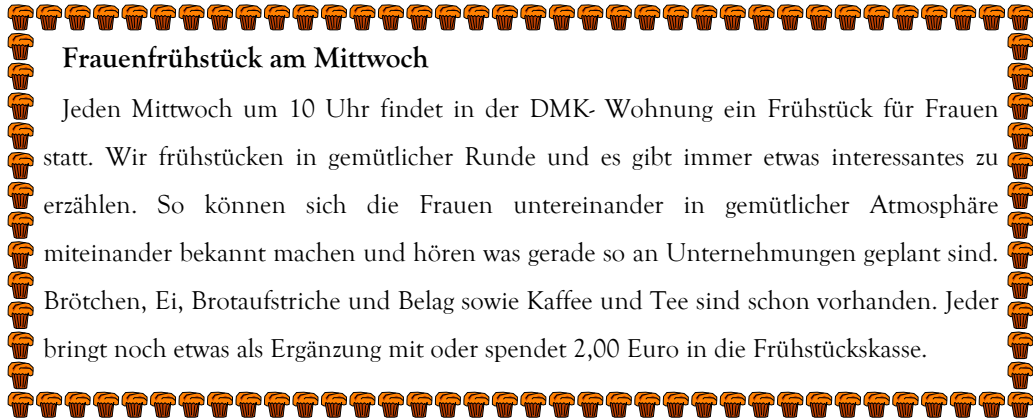 Frauenfrühstück am Mittwoch
Jeden Mittwoch um 10 Uhr findet in der DMK- Wohnung ein Frühstück für Frauen
statt. Wir frühstücken in gemütlicher Runde und es gibt immer etwas interessantes zu
erzählen. So können sich die Frauen untereinander in gemütlicher Atmosphäre
miteinander bekannt machen und hören was gerade so an Unternehmungen geplant sind.
Brötchen, Ei, Brotaufstriche und Belag sowie Kaffee und Tee sind schon vorhanden. Jeder
bringt noch etwas als Ergänzung mit oder spendet 2,00 Euro in die Frühstückskasse.